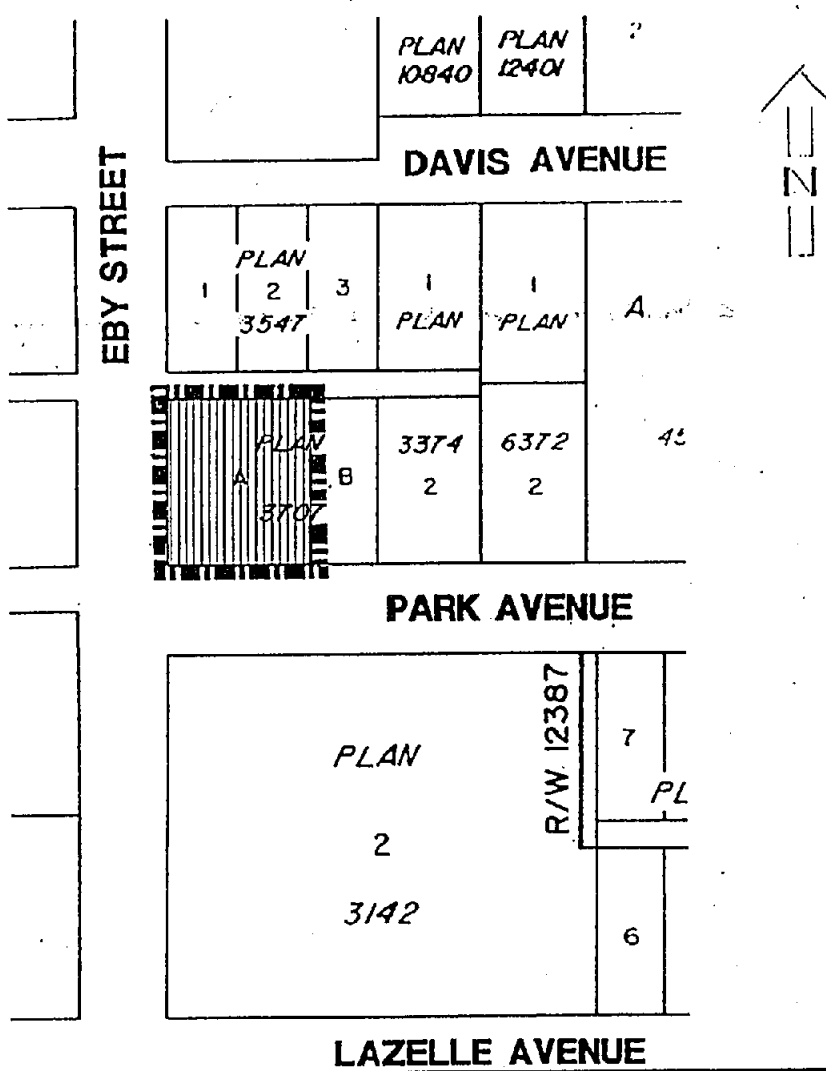 PLAN
10840
PLAN
12401
?
DAVIS AVENUE
N
EBY STREET
1
PLAN
2
3547
3
1
PLAN
1
PLAN
A
PLAN
A
3707
B
3374
2
6372
2
PARK AVENUE
PLAN
2
3142
R/W. 12387
7
PL
6
LAZELLE AVENUE